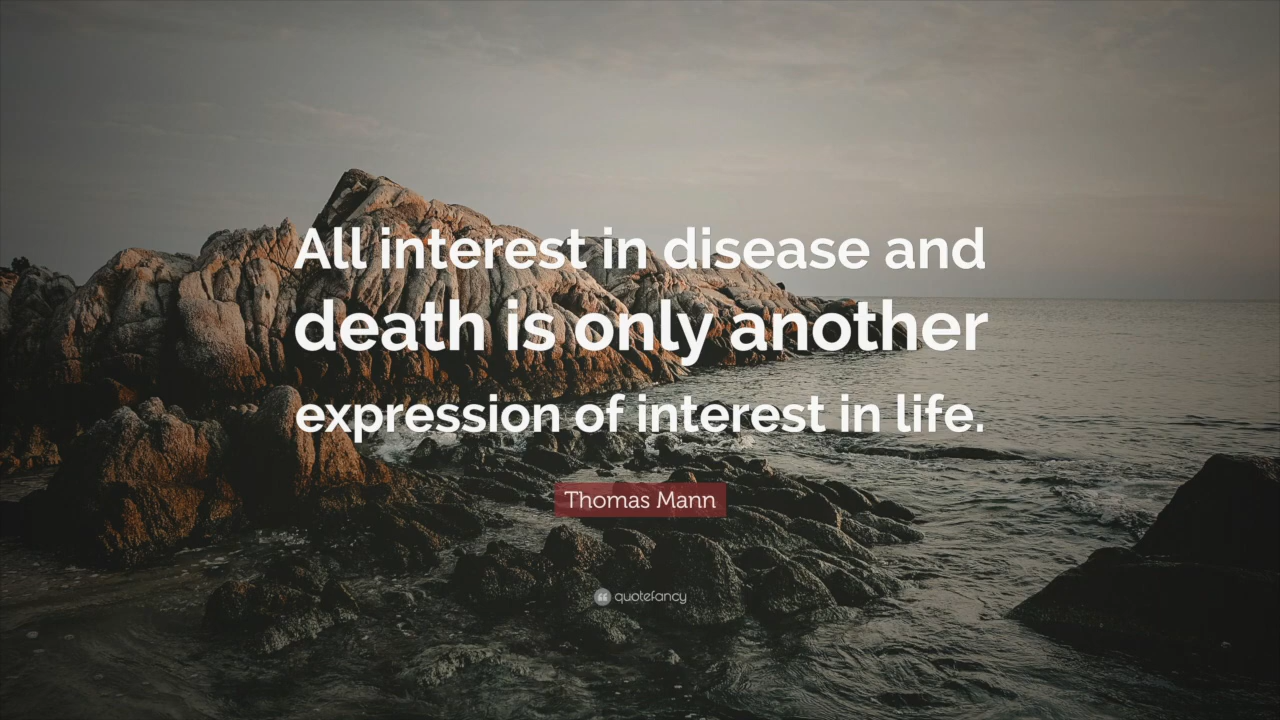 All interest in disease and
death is only another
expression of interest in life.
Thomas Mann
quotefancy